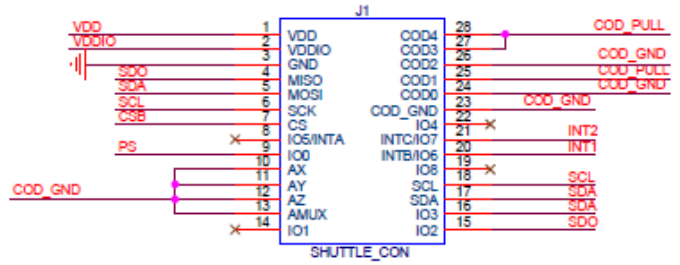 J1
VDD 1 VDD COD4 28 COD_PULL
VDDIO 2 VDDIO COD3 27
3 GND COD2 26 COD_GND
SDO 4 MISO COD1 25 COD_PULL
SDA 5 MOSI COD0 24 COD_GND
SCL 6 SCK COD_GND 23 COD_GND
CSB 7 CS IO4 22
8 IO5/INTA INTC/IO7 21 INT2
PS 9 IO0 INTB/IO6 20 INT1
10 AX IO8 19
11 AY SCL 18 SCL
COD_GND 12 AZ SDA 17 SDA
13 AMUX IO3 16 SDA
14 IO1 IO2 15 SDO
SHUTTLE_CON